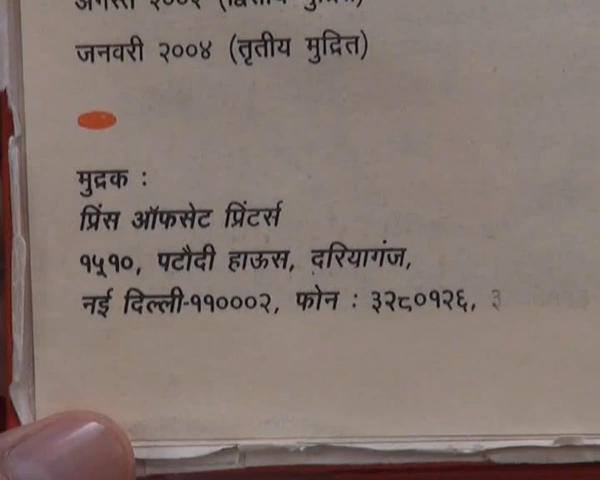 जनवरी २००४ (तृतीय मुद्रित)
मुद्रक :
प्रिंस ऑफसेट प्रिंटर्स
१५१०, पटौदी हाऊस, दरियागंज,
नई दिल्ली-११०००२, फोन : ३२८०१२६,